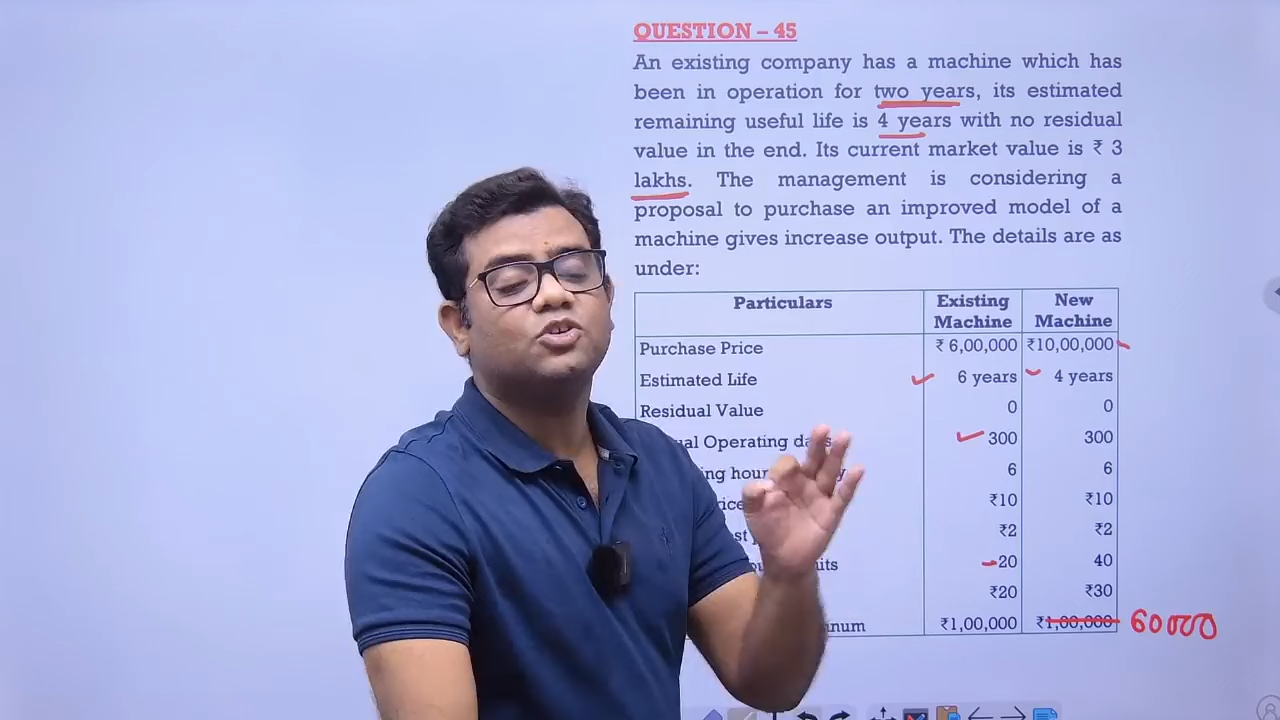 QUESTION – 45
An existing company has a machine which has
been in operation for two years, its estimated
remaining useful life is 4 years with no residual
value in the end. Its current market value is ₹ 3
lakhs. The management is considering a
proposal to purchase an improved model of a
machine gives increase output. The details are as
under:
Particulars Existing Machine New Machine
Purchase Price ₹ 6,00,000 ₹10,00,000
Estimated Life 6 years 4 years
Residual Value 0 0
Operating 300 300
6 6
₹10 ₹10
₹2 ₹2
20 40
₹20 ₹30
₹1,00,000 ₹1,00,000 60000